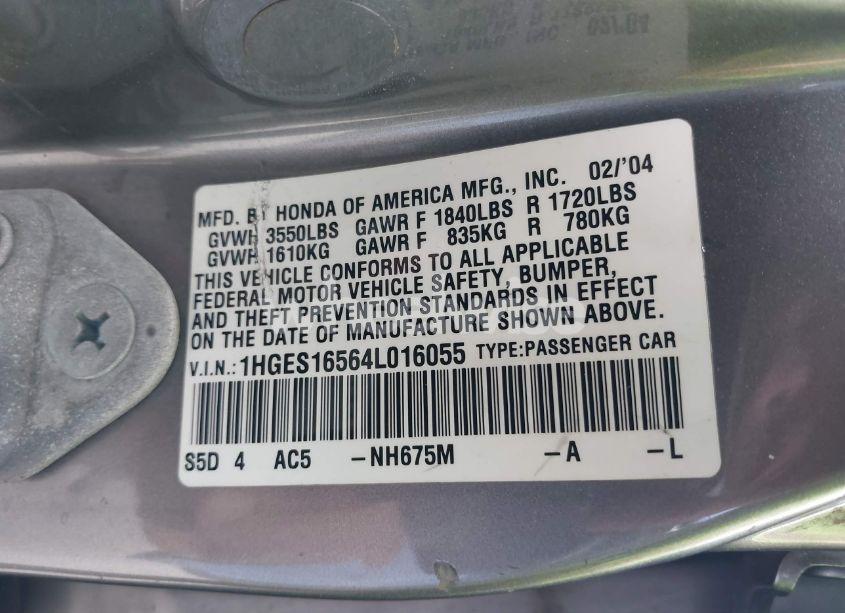 MFD. BY HONDA OF AMERICA MFG., INC. 02/'04
GVWR 3550LBS GAWR F 1840LBS R 1720LBS
GVWR 1610KG GAWR F 835KG R 780KG
THIS VEHICLE CONFORMS TO ALL APPLICABLE
FEDERAL MOTOR VEHICLE SAFETY, BUMPER,
AND THEFT PREVENTION STANDARDS IN EFFECT
ON THE DATE OF MANUFACTURE SHOWN ABOVE.
V.I.N.: 1HGES16564L016055 TYPE:PASSENGER CAR
S5D 4 AC5 -NH675M -A -L